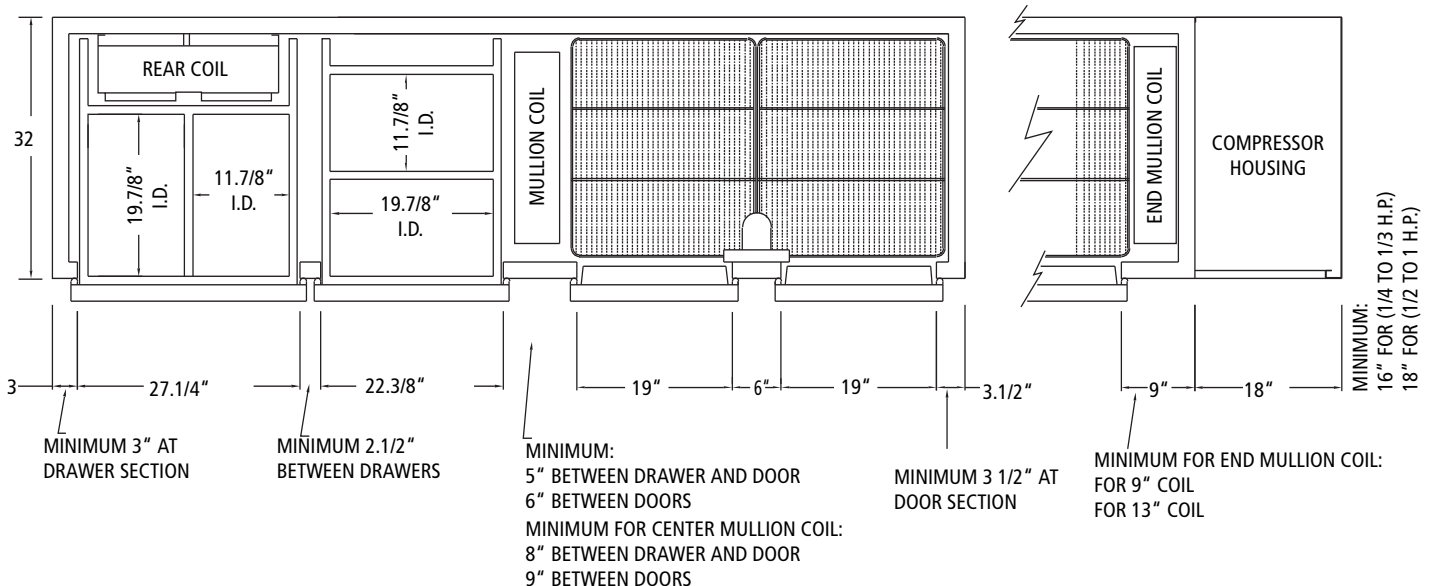 REAR COIL
32
19.7/8"
I.D.
11.7/8"
I.D.
11.7/8"
I.D.
19.7/8"
I.D.
MULLION COIL
END MULLION COIL
COMPRESSOR
HOUSING
MINIMUM:
16" FOR (1/4 TO 1/3 H.P.)
18" FOR (1/2 TO 1 H.P.)
3
27.1/4"
22.3/8"
19"
6"
19"
3.1/2"
9"
18"
MINIMUM 3" AT
DRAWER SECTION
MINIMUM 2.1/2"
BETWEEN DRAWERS
MINIMUM:
5" BETWEEN DRAWER AND DOOR
6" BETWEEN DOORS
MINIMUM FOR CENTER MULLION COIL:
8" BETWEEN DRAWER AND DOOR
9" BETWEEN DOORS
MINIMUM 3 1/2" AT
DOOR SECTION
MINIMUM FOR END MULLION COIL:
FOR 9" COIL
FOR 13" COIL